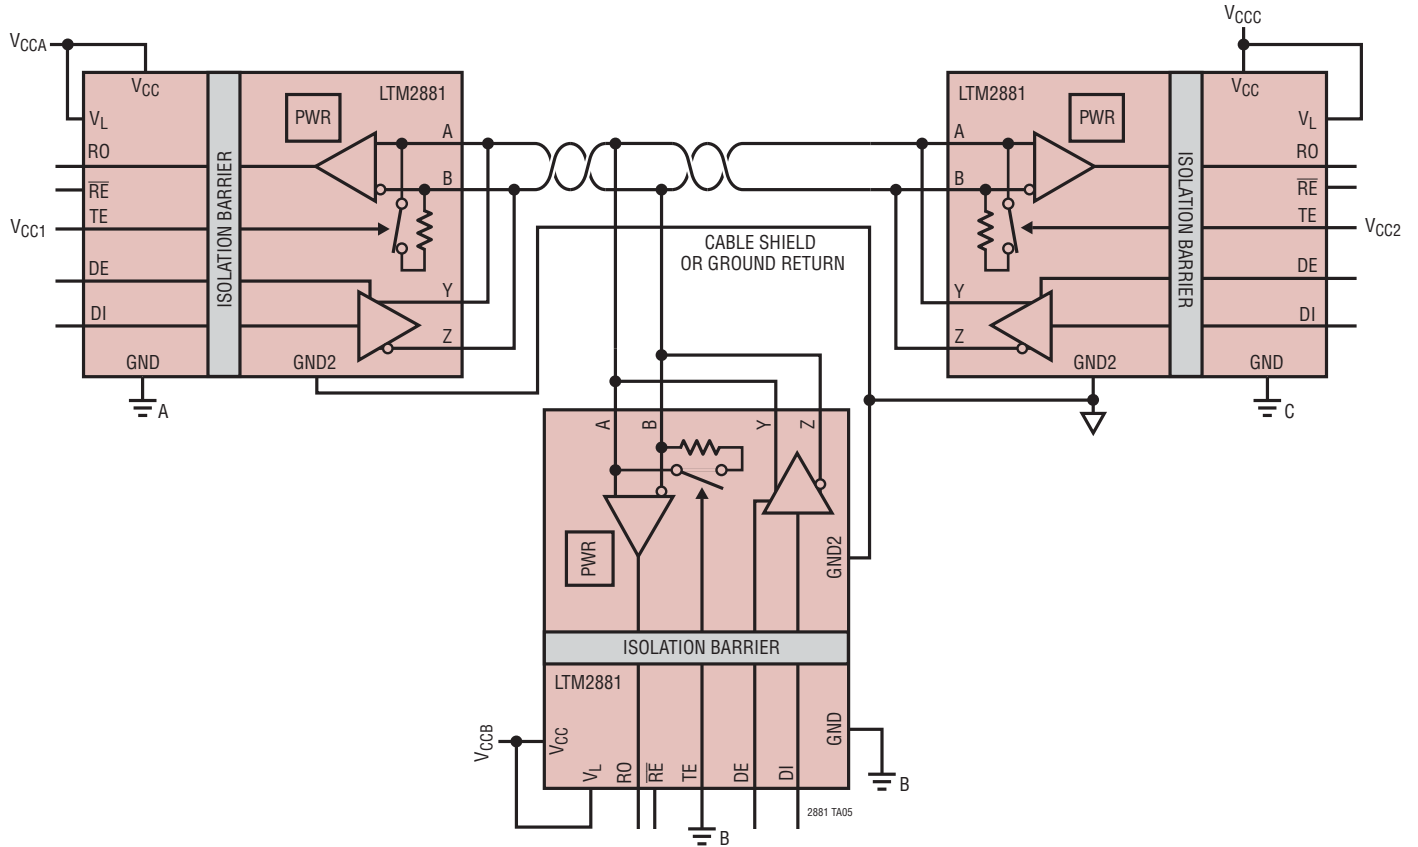 VCCA
VCC
VL
RO
RE
TE
VCC1
DE
DI
GND
A
ISOLATION BARRIER
PWR
LTM2881
A
B
Y
Z
GND2
CABLE SHIELD
OR GROUND RETURN
VCCC
LTM2881
PWR
A
B
Y
Z
GND2
ISOLATION BARRIER
VCC
VL
RO
RE
TE
VCC2
DE
DI
GND
C
A
B
Y
Z
PWR
GND2
ISOLATION BARRIER
LTM2881
VCCB
VCC
VL
RO
RE
TE
DE
DI
GND
B
B
2881 TA05